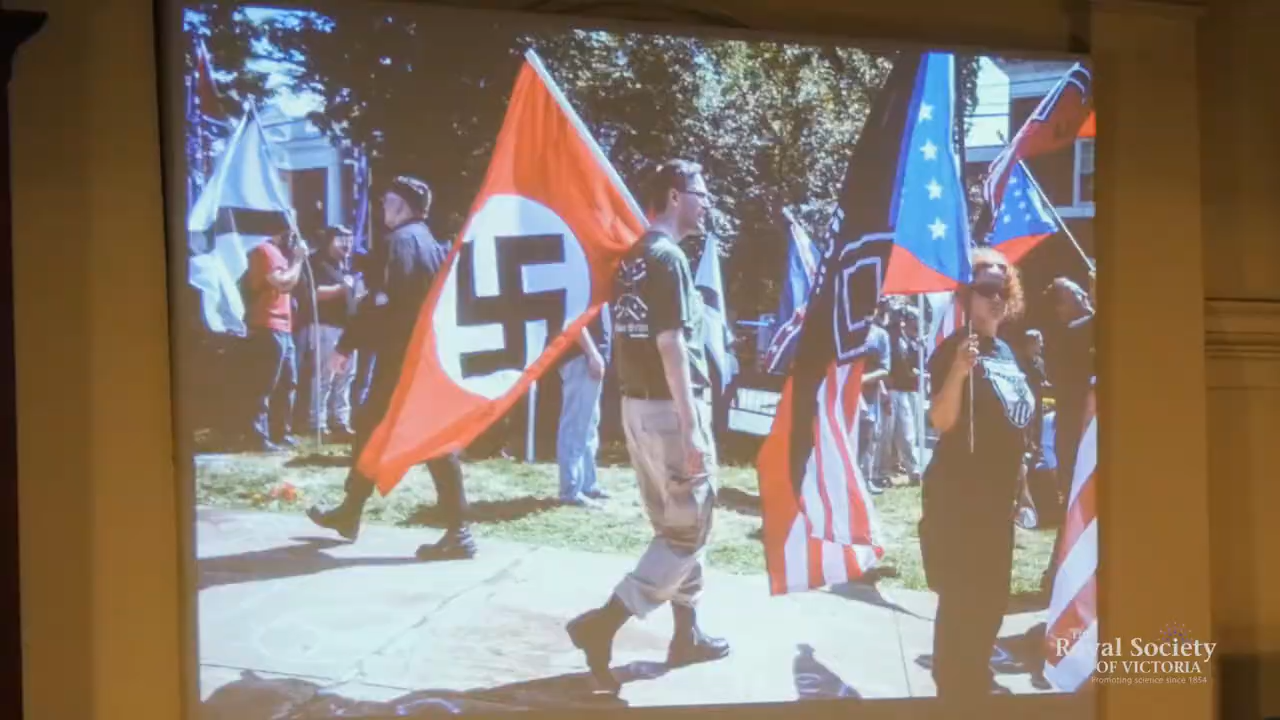 THE
Royal Society
OF VICTORIA
Promoting science since 1854